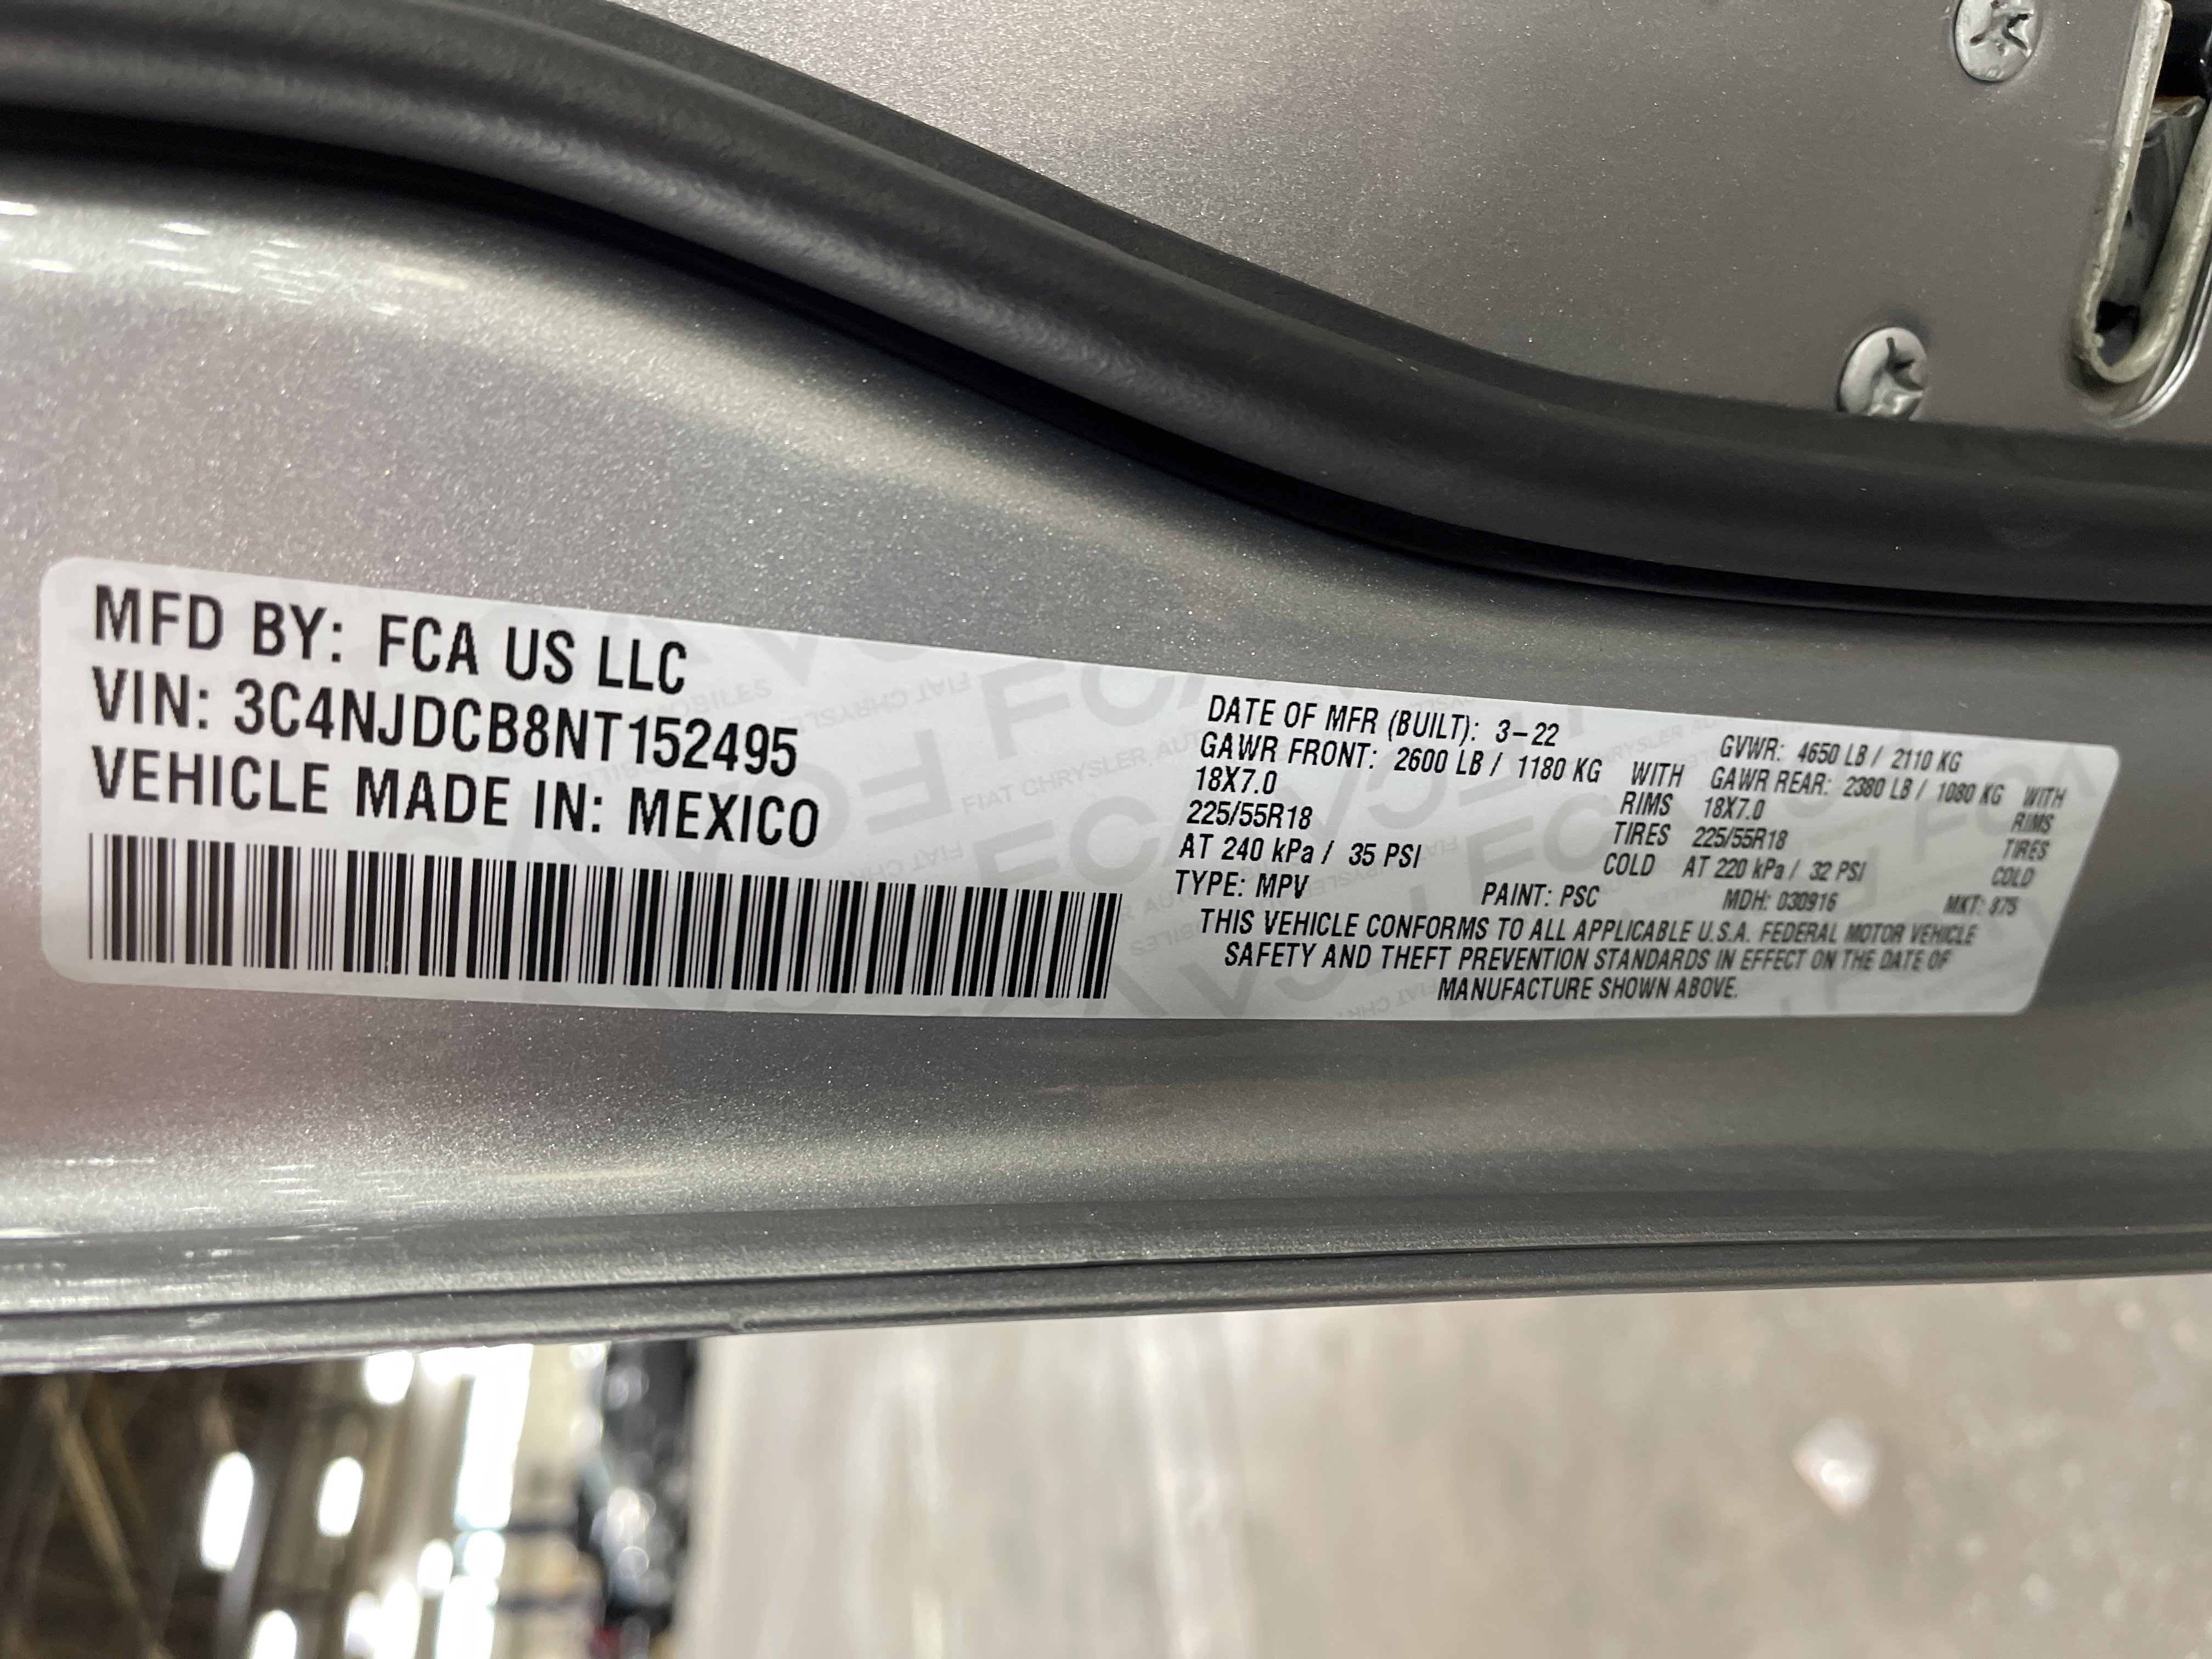 MFD BY: FCA US LLC
VIN: 3C4NJDCB8NT152495
VEHICLE MADE IN: MEXICO
DATE OF MFR (BUILT): 3-22 GVWR: 4650 LB / 2110 KG
GAWR FRONT: 2600 LB / 1180 KG WITH GAWR REAR: 2380 LB / 1080 KG WITH
18X7.0 RIMS 18X7.0 RIMS
225/55R18 TIRES 225/55R18 TIRES
AT 240 kPa / 35 PSI COLD AT 220 kPa / 32 PSI COLD
TYPE: MPV PAINT: PSC MDH: 030916 MKT: 875
THIS VEHICLE CONFORMS TO ALL APPLICABLE U.S.A. FEDERAL MOTOR VEHICLE
SAFETY AND THEFT PREVENTION STANDARDS IN EFFECT ON THE DATE OF
MANUFACTURE SHOWN ABOVE.